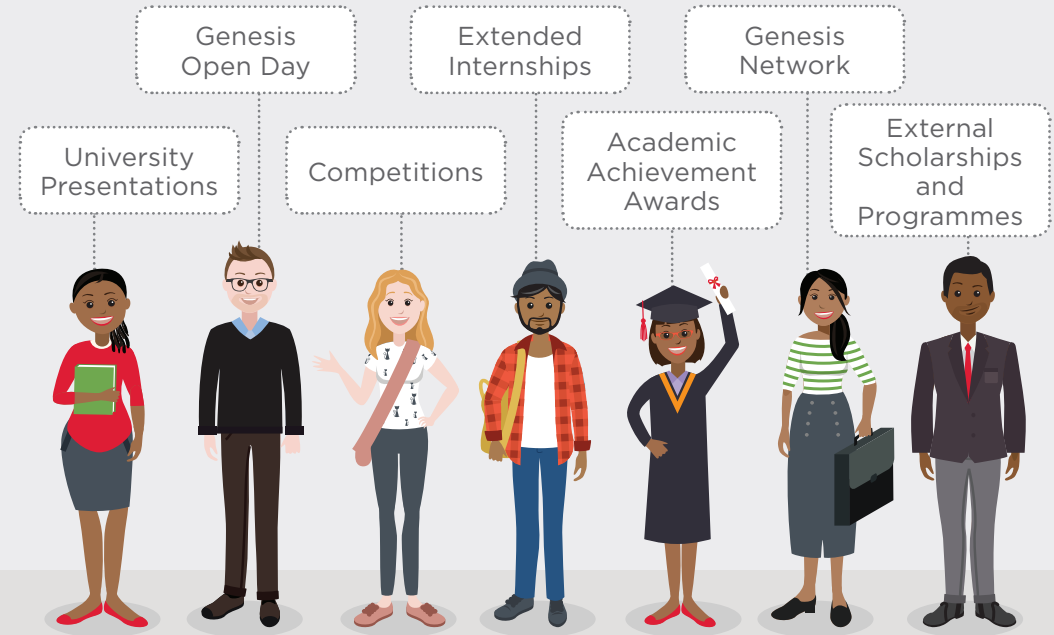 University
Presentations
Genesis
Open Day
Competitions
Extended
Internships
Academic
Achievement
Awards
Genesis
Network
External
Scholarships
and
Programmes